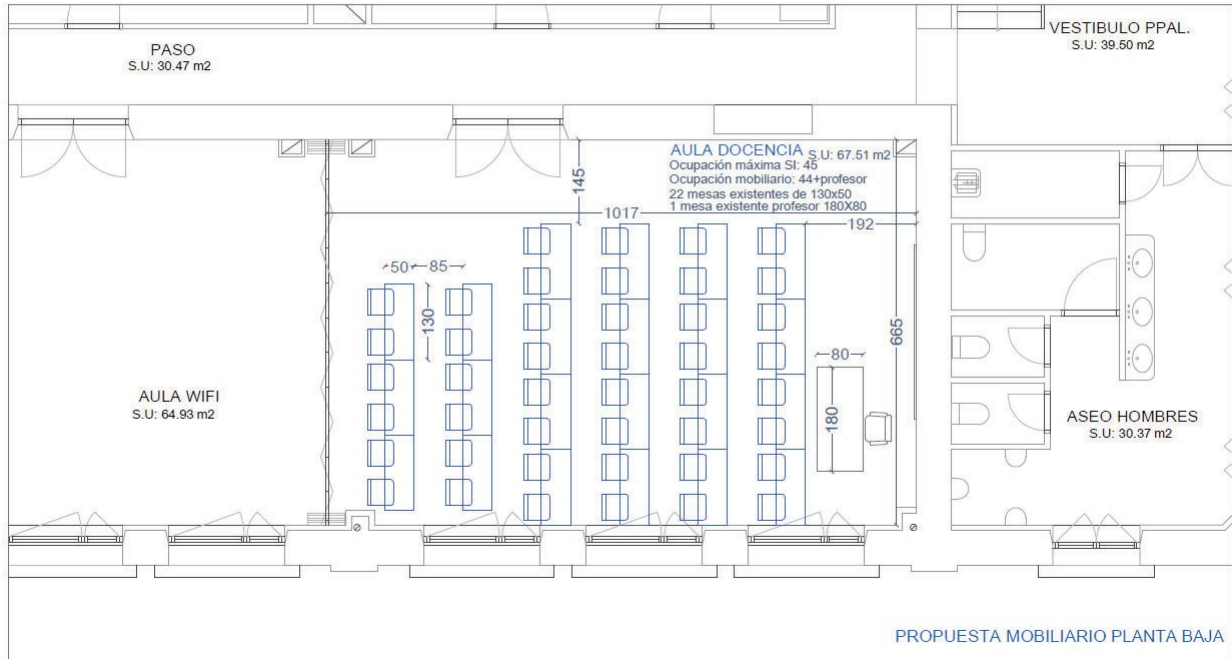 PASO
S.U: 30.47 m2
VESTIBULO PPAL.
S.U: 39.50 m2
AULA DOCENCIA S.U: 67.51 m2
Ocupación máxima SI: 45
Ocupación mobiliario: 44+profesor
22 mesas existentes de 130x50
1 mesa existente profesor 180X80
145
1017
192
50
85
130
665
80
180
AULA WIFI
S.U: 64.93 m2
ASEO HOMBRES
S.U: 30.37 m2
PROPUESTA MOBILIARIO PLANTA BAJA